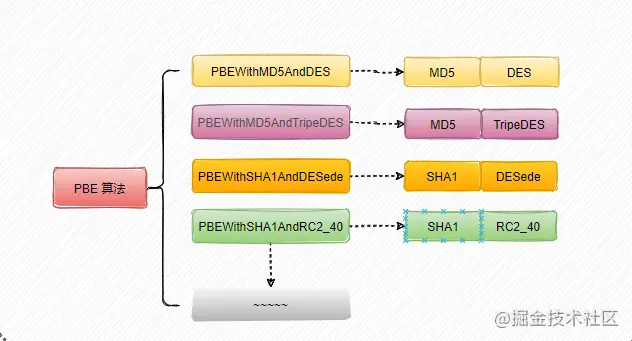 PBEWithMD5AndDES
MD5 DES
PBEWithMD5AndTripeDES
MD5 TripeDES
PBE 算法
PBEWithSHA1AndDESede
SHA1 DESede
PBEWithSHA1AndRC2_40
SHA1 RC2_40
~~~~~
@掘金技术社区